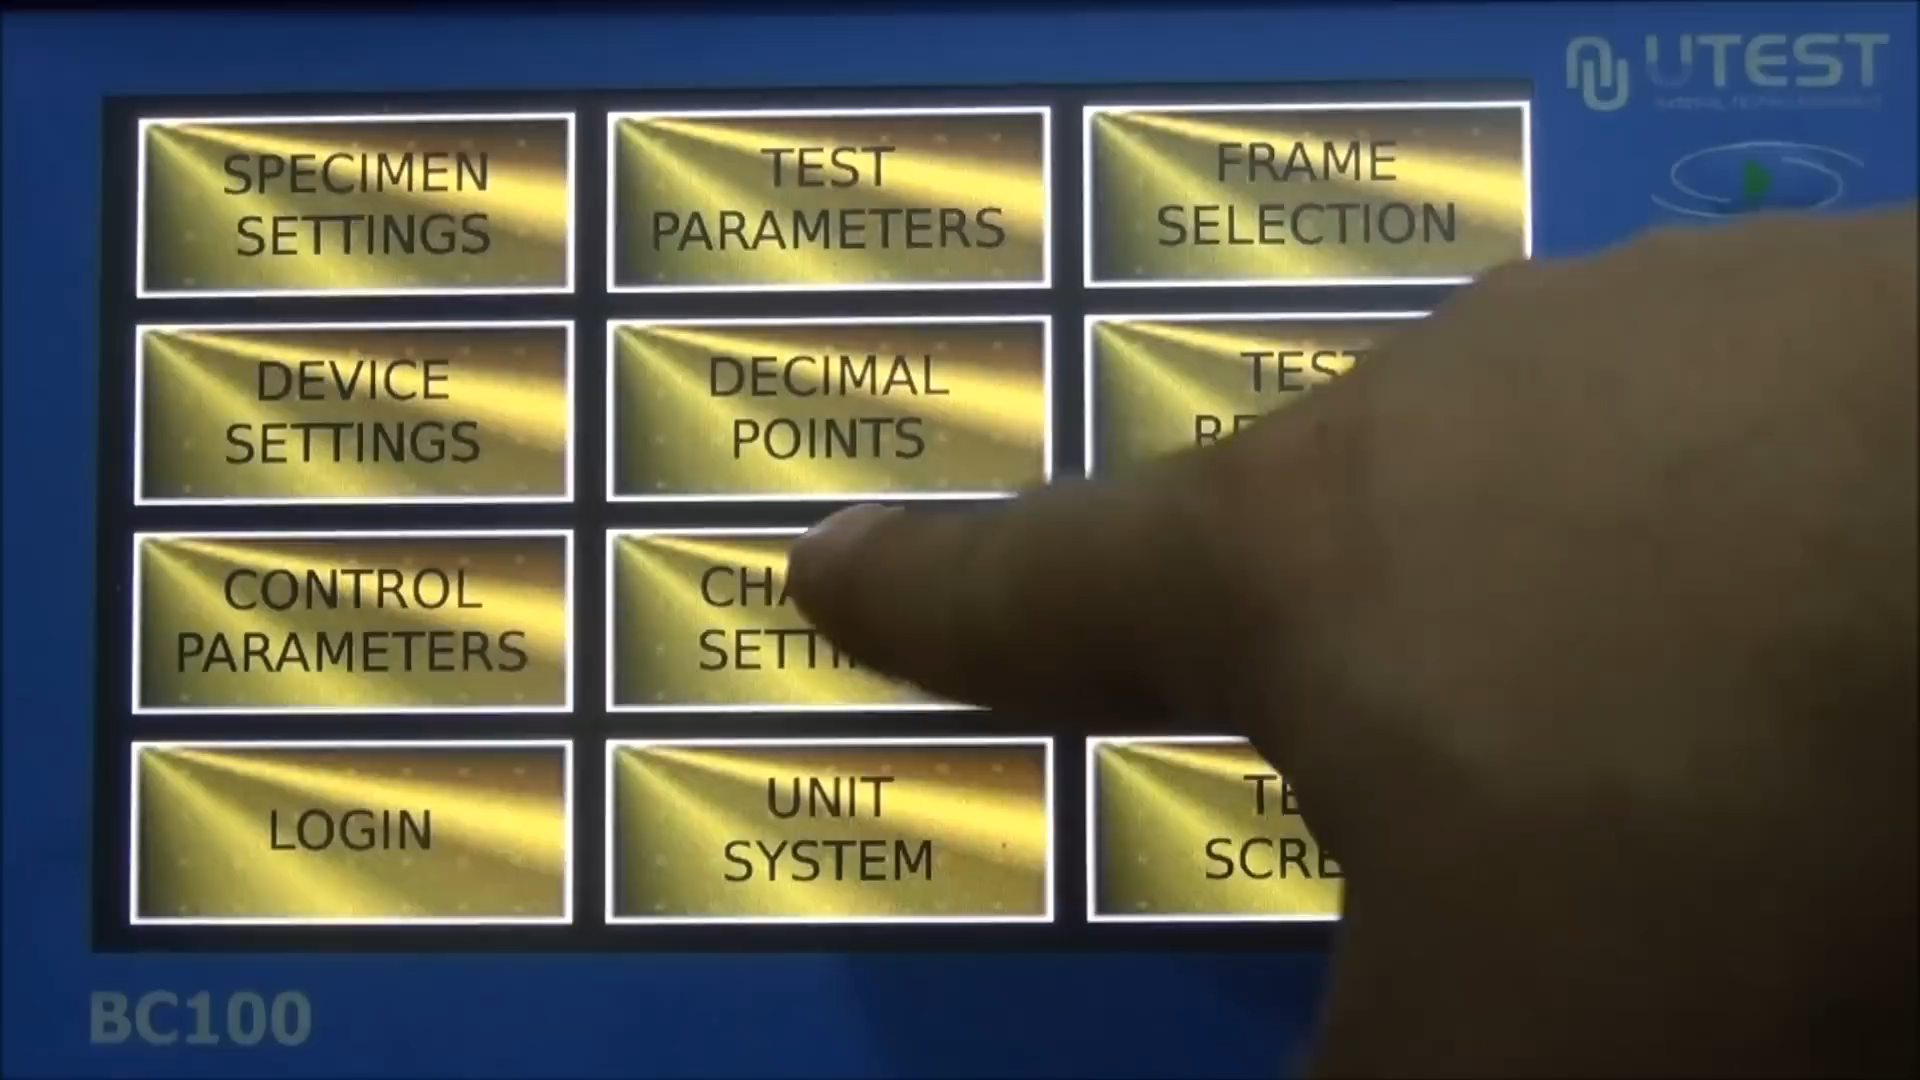 UTEST
SPECIMEN
SETTINGS
TEST
PARAMETERS
FRAME
SELECTION
DEVICE
SETTINGS
DECIMAL
POINTS
CONTROL
PARAMETERS
LOGIN
UNIT
SYSTEM
BC100